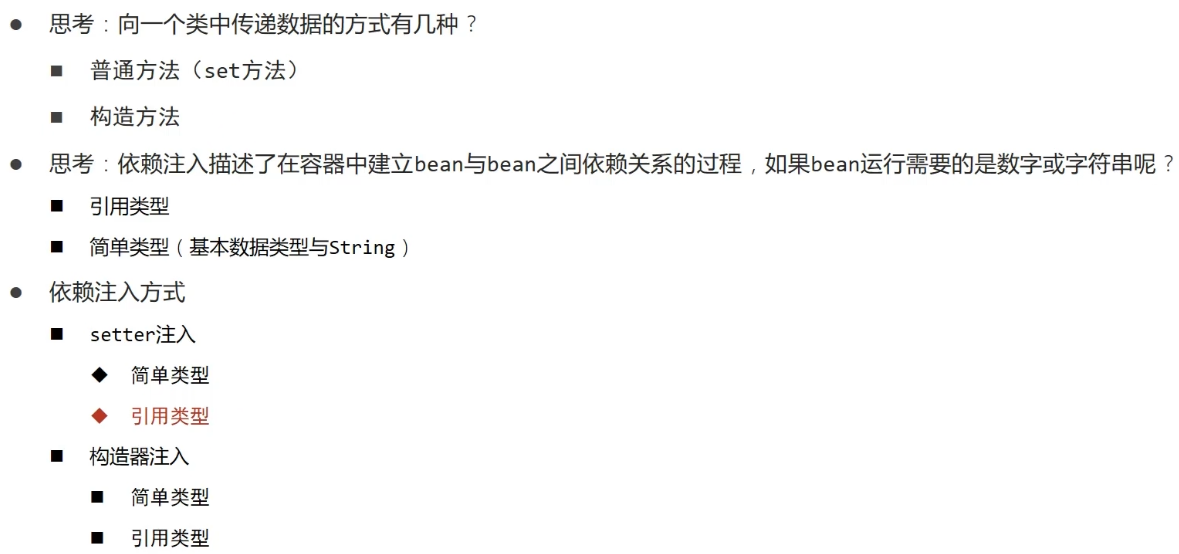 思考：向一个类中传递数据的方式有几种？
普通方法（set方法）
构造方法
思考：依赖注入描述了在容器中建立bean与bean之间依赖关系的过程，如果bean运行需要的是数字或字符串呢？
引用类型
简单类型（基本数据类型与String）
依赖注入方式
setter注入
简单类型
引用类型
构造器注入
简单类型
引用类型